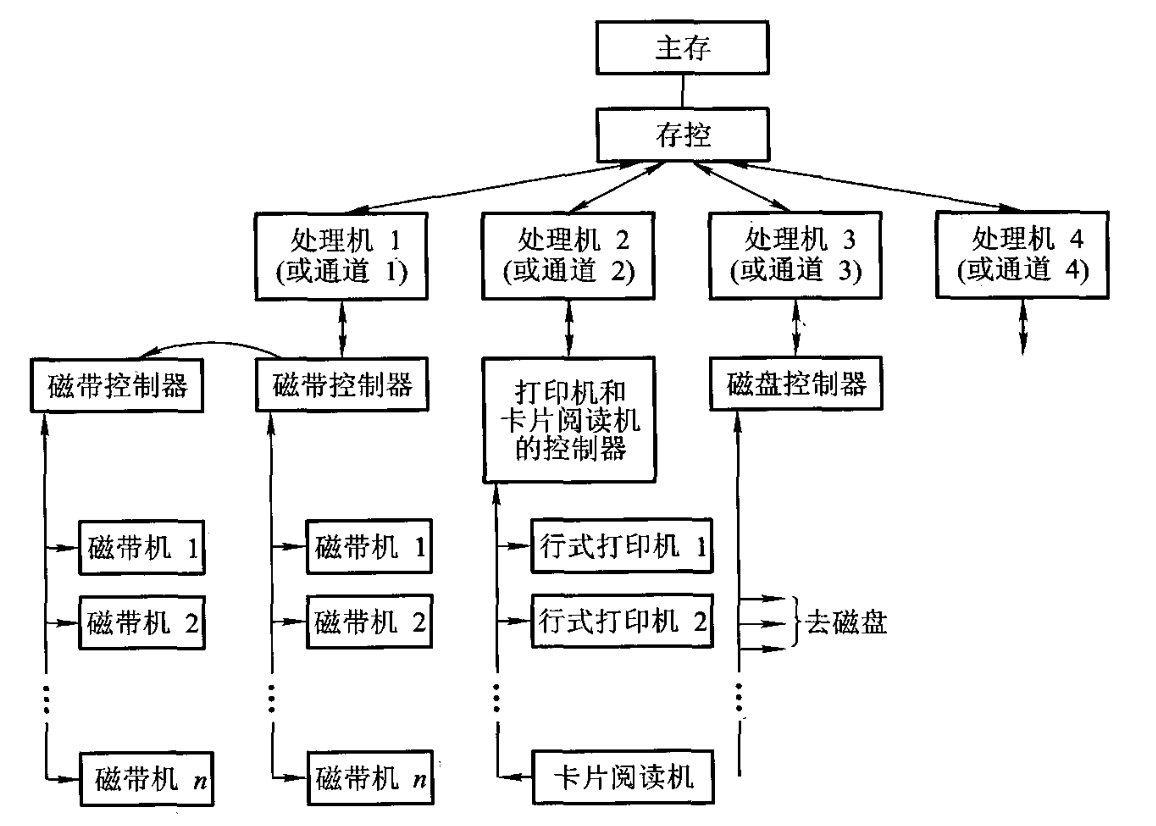 主存
存控
处理机 1
(或通道 1)
处理机 2
(或通道 2)
处理机 3
(或通道 3)
处理机 4
(或通道 4)
磁带控制器
磁带控制器
打印机和
卡片阅读机
的控制器
磁盘控制器
磁带机 1
磁带机 1
行式打印机 1
磁带机 2
磁带机 2
行式打印机 2
去磁盘
⋮
⋮
⋮
⋮
磁带机 n
磁带机 n
卡片阅读机